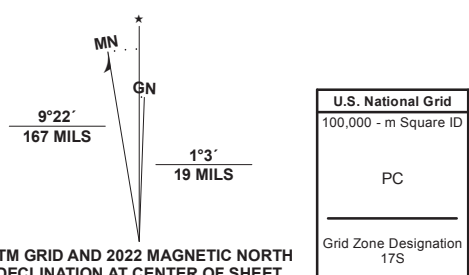 ★
MN
GN
9°22´
167 MILS
1°3´
19 MILS
TM GRID AND 2022 MAGNETIC NORTH
DECLINATION AT CENTER OF SHEET
U.S. National Grid
100,000 - m Square ID
PC
Grid Zone Designation
17S